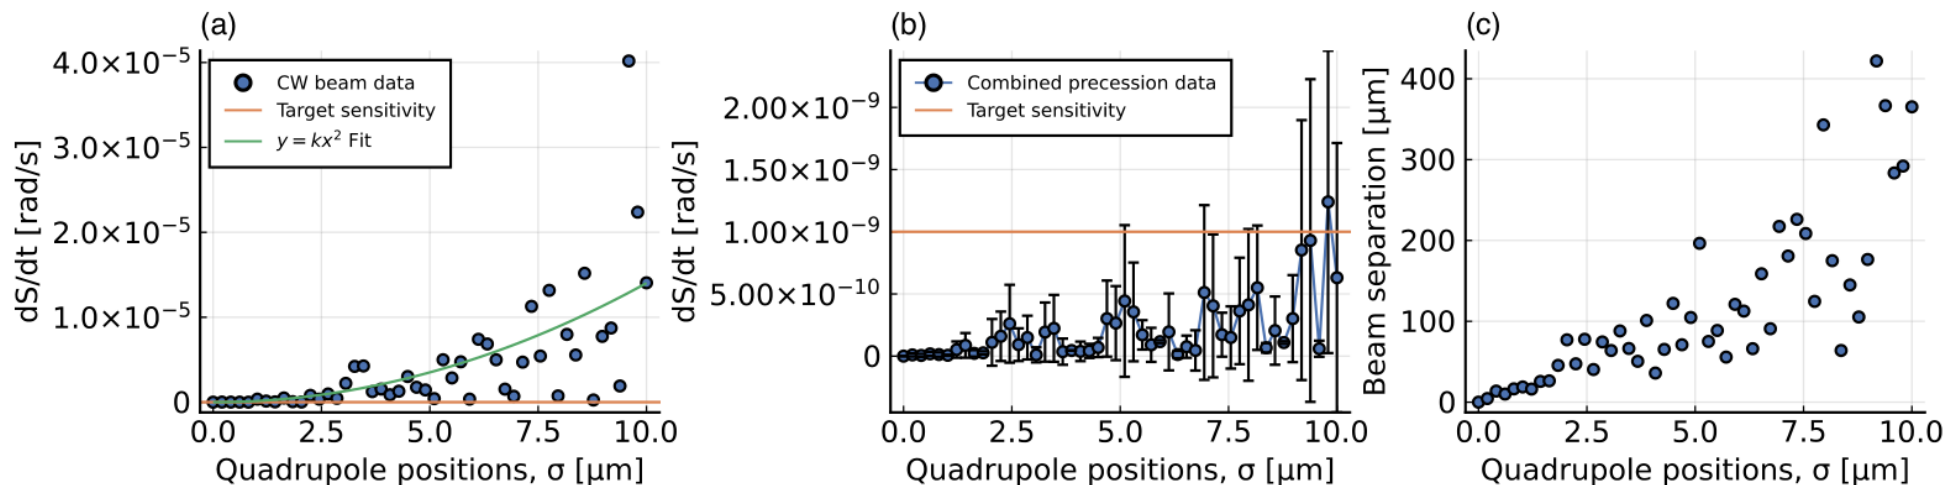 (a)
4.0×10⁻⁵
3.0×10⁻⁵
2.0×10⁻⁵
1.0×10⁻⁵
0
dS/dt [rad/s]
CW beam data
Target sensitivity
y = kx² Fit
0.0 2.5 5.0 7.5 10.0
Quadrupole positions, σ [μm]
(b)
2.00×10⁻⁹
1.50×10⁻⁹
1.00×10⁻⁹
5.00×10⁻¹⁰
0
dS/dt [rad/s]
Combined precession data
Target sensitivity
0.0 2.5 5.0 7.5 10.0
Quadrupole positions, σ [μm]
(c)
400
300
200
100
0
Beam separation [μm]
0.0 2.5 5.0 7.5 10.0
Quadrupole positions, σ [μm]